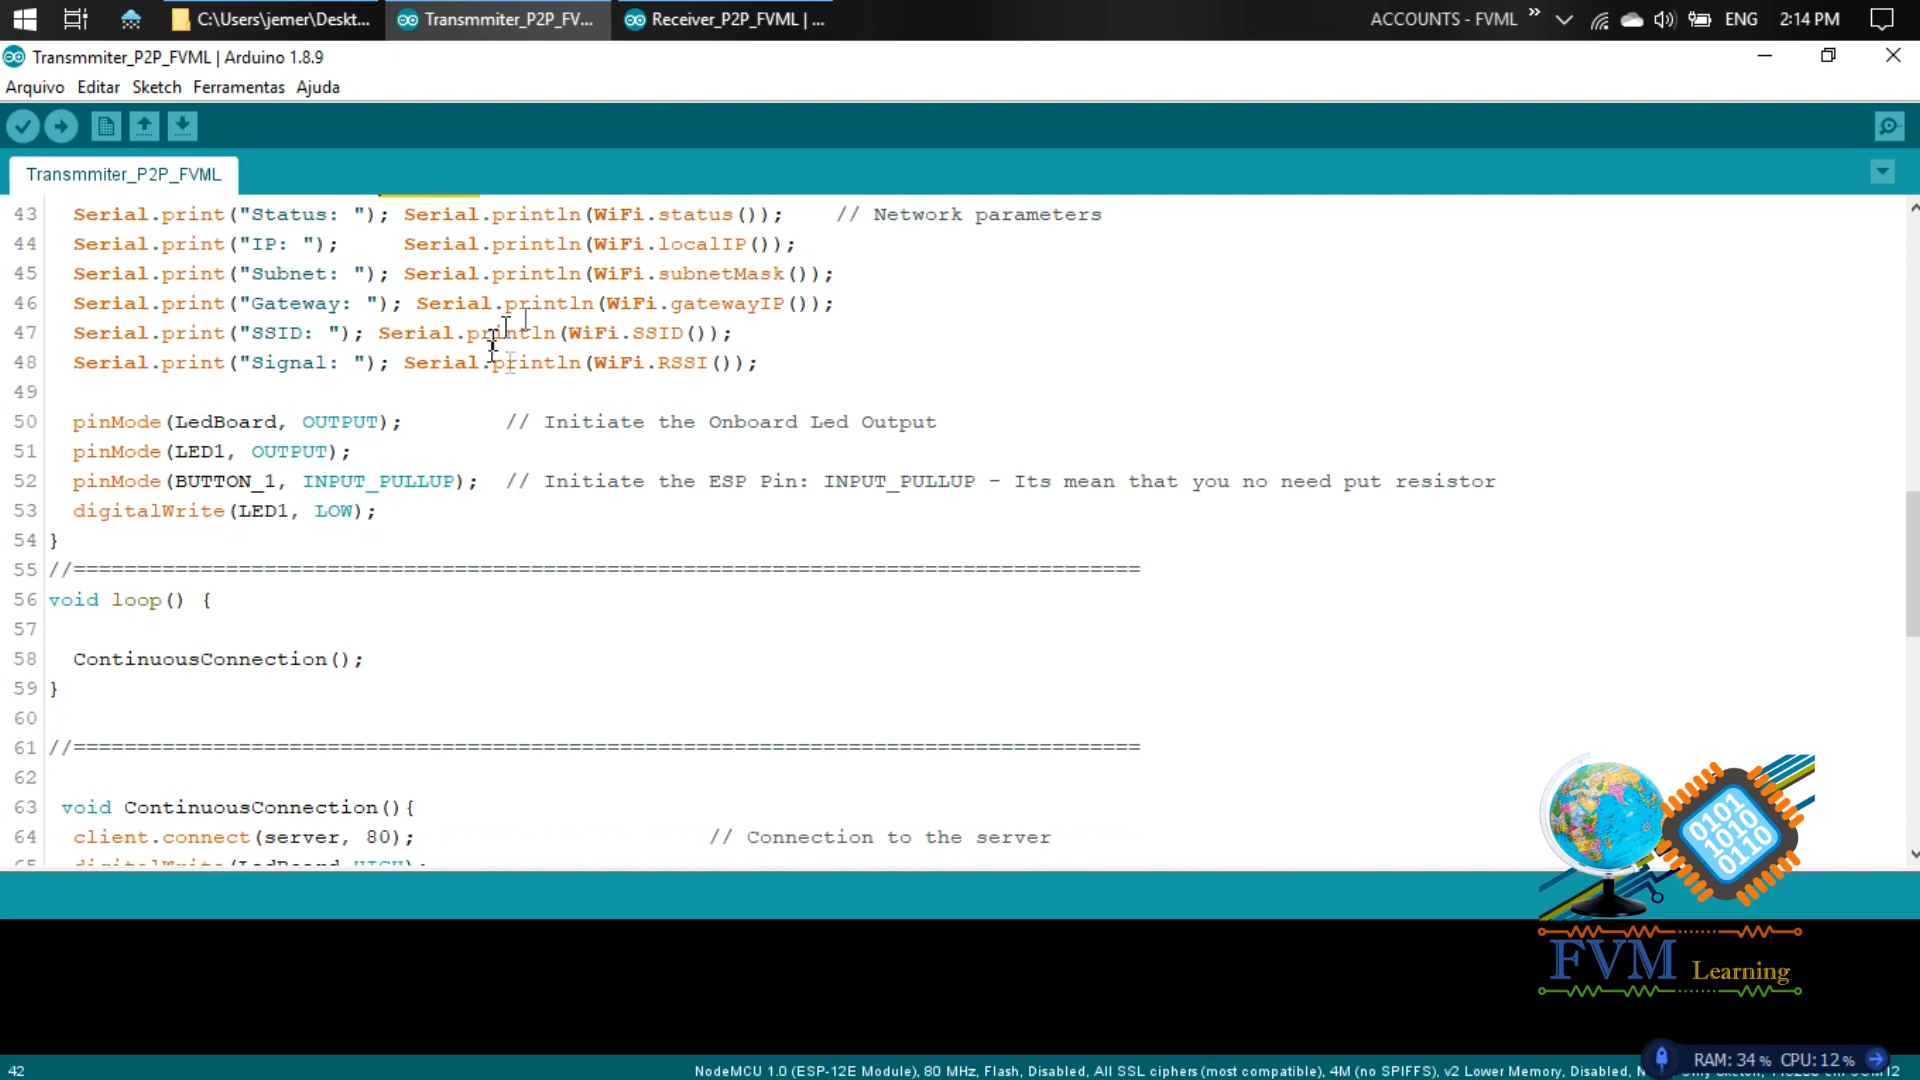 C:\Users\jemer\Deskt...
Transmmiter_P2P_FV...
Receiver_P2P_FVML | ...
ACCOUNTS - FVML
ENG
2:14 PM
Transmmiter_P2P_FVML | Arduino 1.8.9
Arquivo Editar Sketch Ferramentas Ajuda
Transmmiter_P2P_FVML
43 Serial.print("Status: "); Serial.println(WiFi.status()); // Network parameters
44 Serial.print("IP: "); Serial.println(WiFi.localIP());
45 Serial.print("Subnet: "); Serial.println(WiFi.subnetMask());
46 Serial.print("Gateway: "); Serial.println(WiFi.gatewayIP());
47 Serial.print("SSID: "); Serial.println(WiFi.SSID());
48 Serial.print("Signal: "); Serial.println(WiFi.RSSI());
49
50 pinMode(LedBoard, OUTPUT); // Initiate the Onboard Led Output
51 pinMode(LED1, OUTPUT);
52 pinMode(BUTTON_1, INPUT_PULLUP); // Initiate the ESP Pin: INPUT_PULLUP - Its mean that you no need put resistor
53 digitalWrite(LED1, LOW);
54 }
55 //====================================================================================
56 void loop() {
57
58 ContinuousConnection();
59 }
60
61 //====================================================================================
62
63 void ContinuousConnection(){
64 client.connect(server, 80); // Connection to the server
0101
1010
0110
FVM Learning
42
NodeMCU 1.0 (ESP-12E Module), 80 MHz, Flash, Disabled, All SSL ciphers (most compatible), 4M (no SPIFFS), v2 Lower Memory, Disabled,
RAM: 34% CPU: 12%